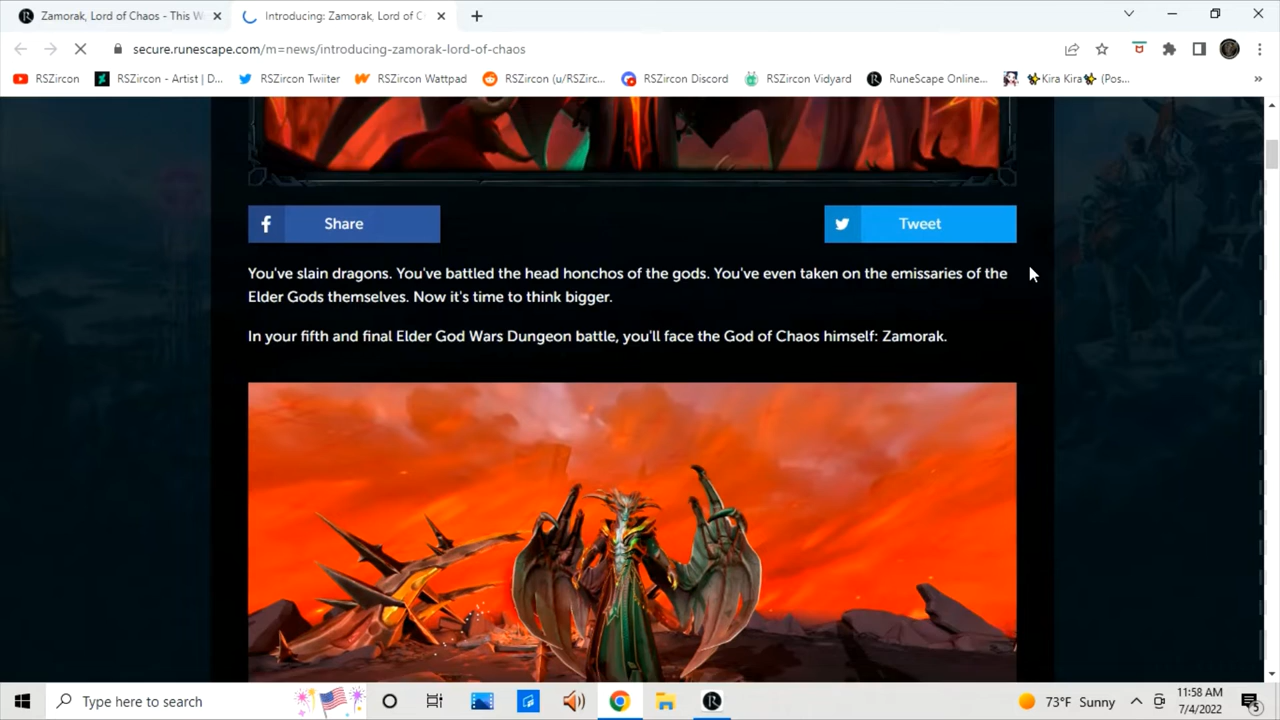 Zamorak, Lord of Chaos - This W
Introducing: Zamorak, Lord of C
secure.runescape.com/m=news/introducing-zamorak-lord-of-chaos
RSZircon
RSZircon - Artist | D...
RSZircon Twiiter
RSZircon Wattpad
RSZircon (u/RSZirc...
RSZircon Discord
RSZircon Vidyard
RuneScape Online...
Kira Kira (Pos...
Share
Tweet
You've slain dragons. You've battled the head honchos of the gods. You've even taken on the emissaries of the
Elder Gods themselves. Now it's time to think bigger.
In your fifth and final Elder God Wars Dungeon battle, you'll face the God of Chaos himself: Zamorak.
Type here to search
73°F Sunny
11:58 AM
7/4/2022
5